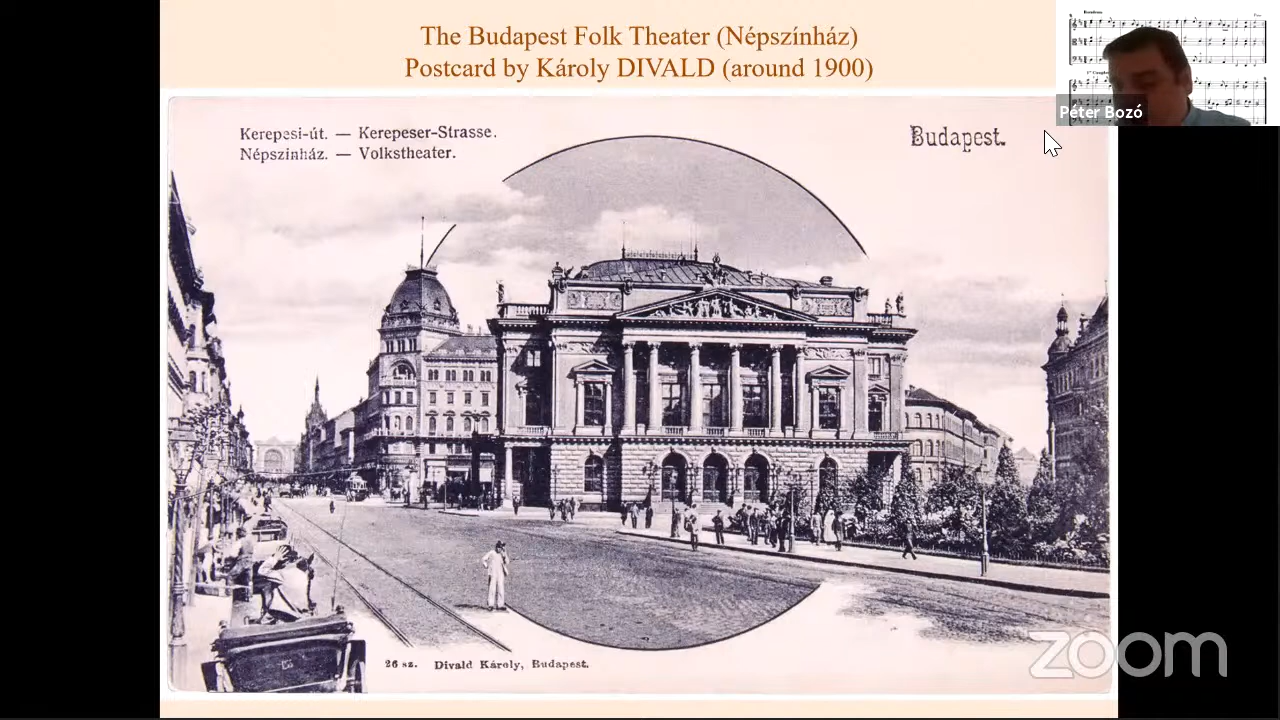 The Budapest Folk Theater (Népszínház)
Postcard by Károly DIVALD (around 1900)
Péter Bozó
Kerepesi-út. — Kerepeser-Strasse.
Népszinház. — Volkstheater.
Budapest.
26 sz. Divald Károly, Budapest.
zoom